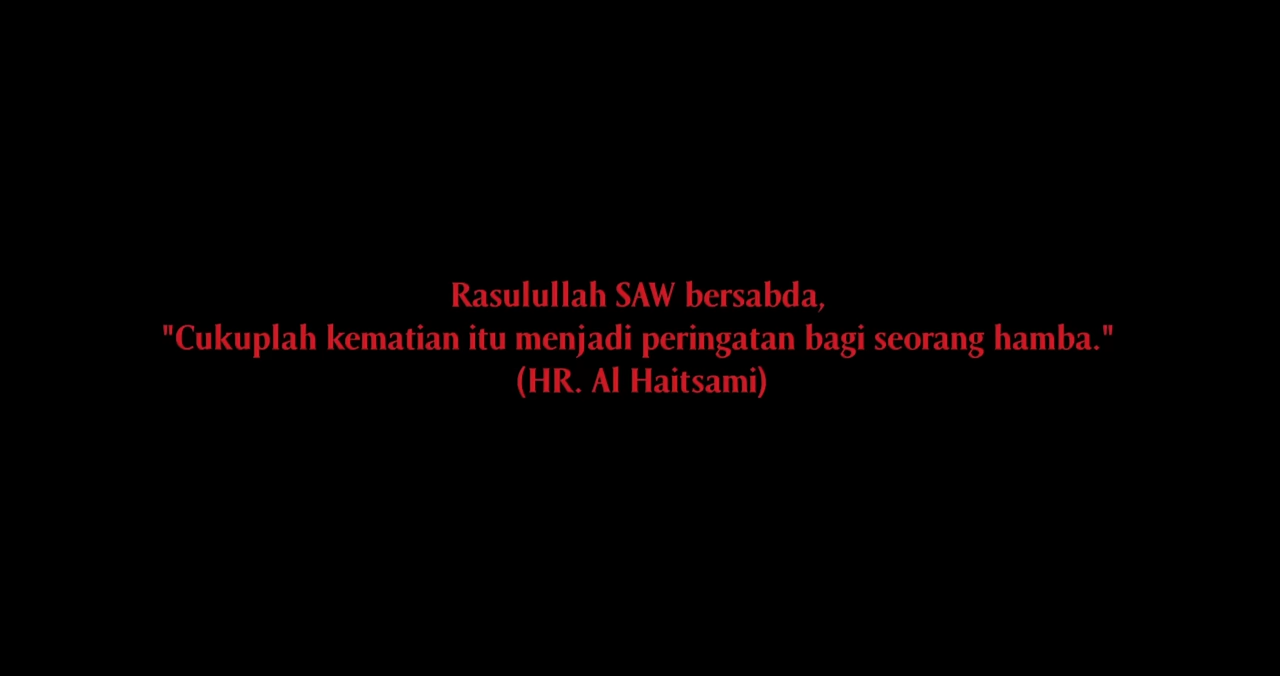 Rasulullah SAW bersabda,
"Cukuplah kematian itu menjadi peringatan bagi seorang hamba."
(HR. Al Haitsami)